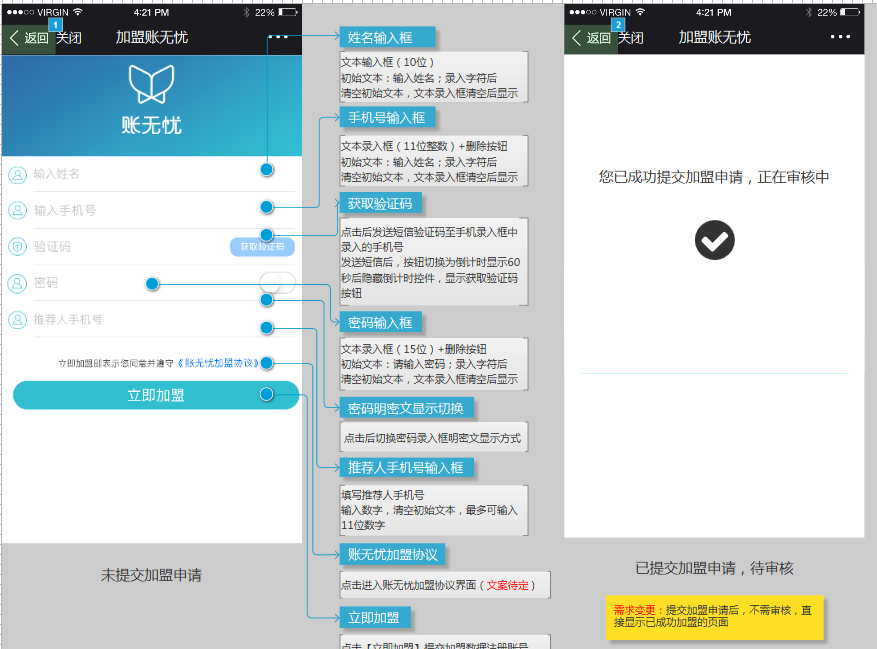 VIRGIN
4:21 PM
22%
1
返回
关闭
加盟账无忧
账无忧
输入姓名
输入手机号
验证码
获取验证码
密码
推荐人手机号
立即加盟即表示您同意并遵守《账无忧加盟协议》
立即加盟
未提交加盟申请
姓名输入框
文本输入框（10位）
初始文本：输入姓名；录入字符后
清空初始文本，文本录入框清空后显示
手机号输入框
文本录入框（11位整数）+删除按钮
初始文本：输入姓名；录入字符后
清空初始文本，文本录入框清空后显示
获取验证码
点击后发送短信验证码至手机录入框中
录入的手机号
发送短信后，按钮切换为倒计时显示60
秒后隐藏倒计时控件，显示获取验证码
按钮
密码输入框
文本录入框（15位）+删除按钮
初始文本：请输入密码；录入字符后
清空初始文本，文本录入框清空后显示
密码明密文显示切换
点击后切换密码录入框明密文显示方式
推荐人手机号输入框
填写推荐人手机号
输入数字，清空初始文本，最多可输入
11位数字
账无忧加盟协议
点击进入账无忧加盟协议界面（文案待定）
立即加盟
点击【立即加盟】提交加盟数据注册账号
VIRGIN
4:21 PM
22%
2
返回
关闭
加盟账无忧
您已成功提交加盟申请，正在审核中
已提交加盟申请，待审核
需求变更：提交加盟申请后，不需审核，直
接显示已成功加盟的页面